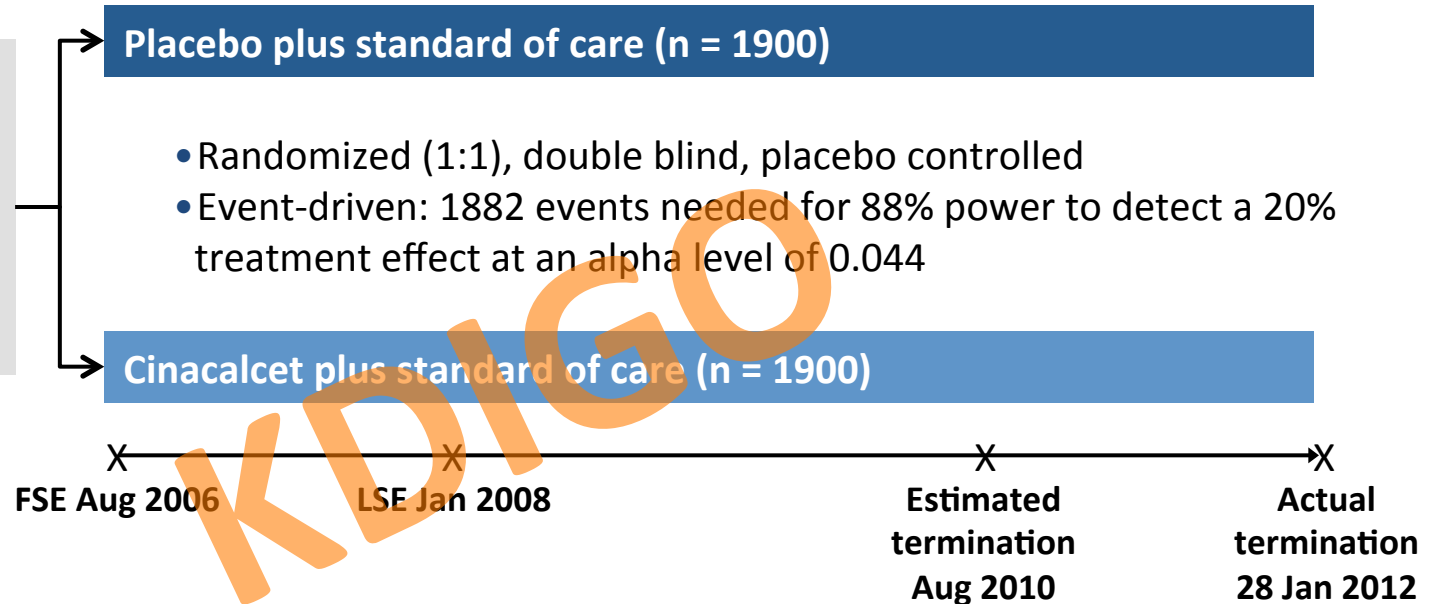 Placebo plus standard of care (n = 1900)
•Randomized (1:1), double blind, placebo controlled
•Event-driven: 1882 events needed for 88% power to detect a 20%
treatment effect at an alpha level of 0.044
Cinacalcet plus standard of care (n = 1900)
KDIGO
X X X X
FSE Aug 2006 LSE Jan 2008 Estimated Actual
termination termination
Aug 2010 28 Jan 2012